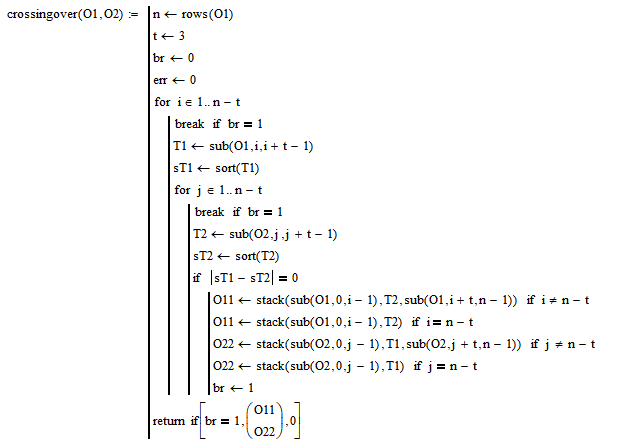 crossingover(O1,O2) := n ← rows(O1)
t ← 3
br ← 0
err ← 0
for i ∈ 1.. n − t
break if br = 1
T1 ← sub(O1,i,i + t − 1)
sT1 ← sort(T1)
for j ∈ 1.. n − t
break if br = 1
T2 ← sub(O2,j,j + t − 1)
sT2 ← sort(T2)
if |sT1 − sT2| = 0
O11 ← stack(sub(O1,0,i − 1),T2,sub(O1,i + t,n − 1)) if i ≠ n − t
O11 ← stack(sub(O1,0,i − 1),T2) if i = n − t
O22 ← stack(sub(O2,0,j − 1),T1,sub(O2,j + t,n − 1)) if j ≠ n − t
O22 ← stack(sub(O2,0,j − 1),T1) if j = n − t
br ← 1
return if[br = 1,(O11
O22),0]